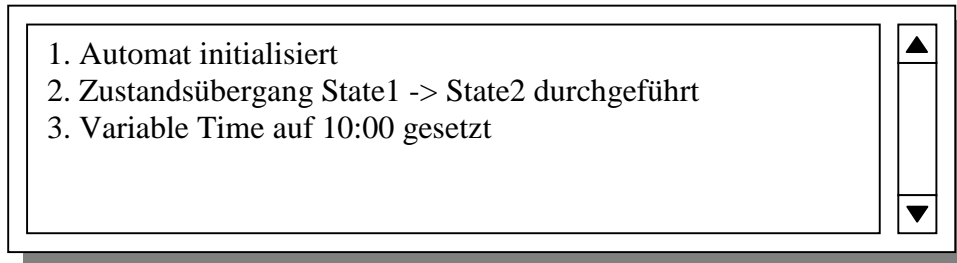 1. Automat initialisiert
2. Zustandsübergang State1 -> State2 durchgeführt
3. Variable Time auf 10:00 gesetzt